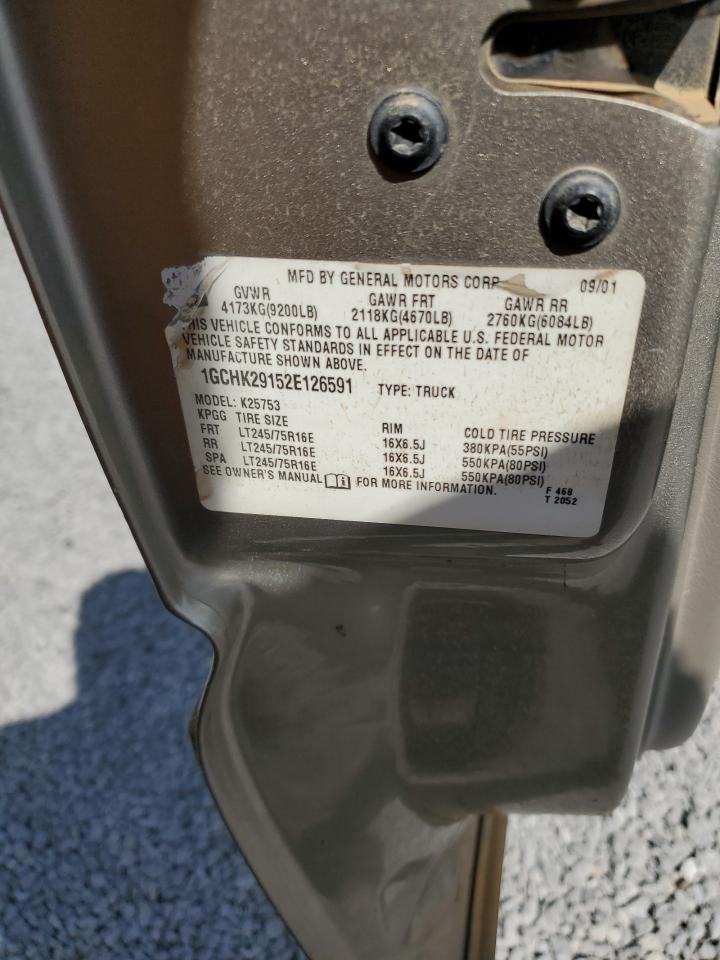 MFD BY GENERAL MOTORS CORP 09/01
GVWR GAWR FRT GAWR RR
4173KG(9200LB) 2118KG(4670LB) 2760KG(6084LB)
THIS VEHICLE CONFORMS TO ALL APPLICABLE U.S. FEDERAL MOTOR
VEHICLE SAFETY STANDARDS IN EFFECT ON THE DATE OF
MANUFACTURE SHOWN ABOVE.
1GCHK29152E126591 TYPE: TRUCK
MODEL: K25753
KPGG TIRE SIZE RIM COLD TIRE PRESSURE
FRT LT245/75R16E 16X6.5J 380KPA(55PSI)
RR LT245/75R16E 16X6.5J 550KPA(80PSI)
SPA LT245/75R16E 16X6.5J 550KPA(80PSI)
SEE OWNER'S MANUAL FOR MORE INFORMATION.
F 468
T 2052